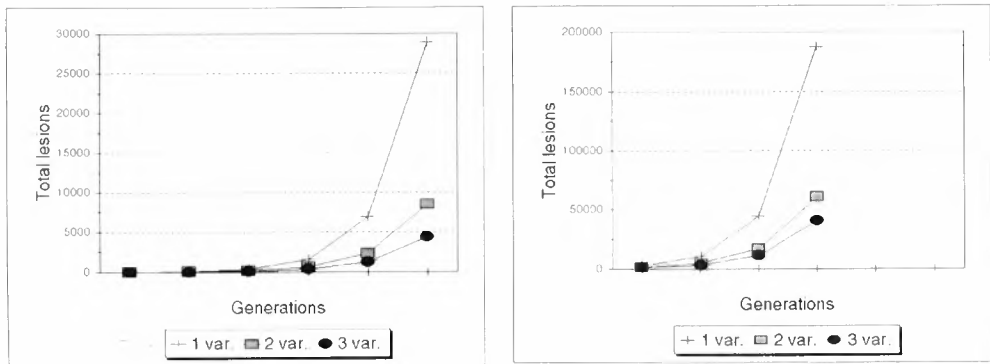 30000
25000
20000
15000
10000
5000
0
Total lesions
Generations
1 var. 2 var. 3 var.
200000
150000
100000
50000
0
Total lesions
Generations
1 var. 2 var. 3 var.